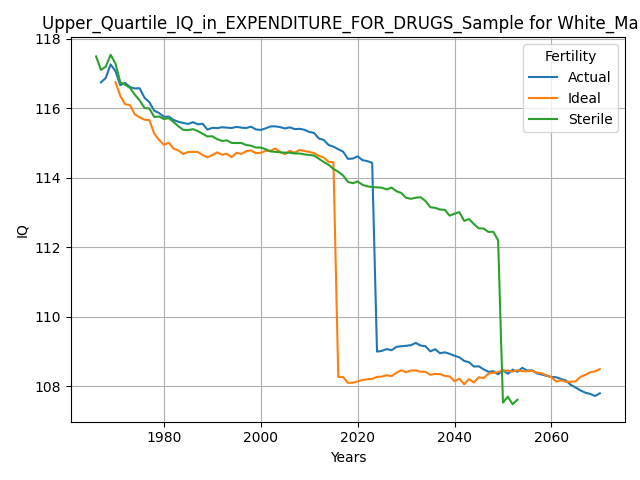 Upper_Quartile_IQ_in_EXPENDITURE_FOR_DRUGS_Sample for White_Ma
118
116
114
112
110
108
IQ
Fertility
Actual
Ideal
Sterile
1980
2000
2020
2040
2060
Years